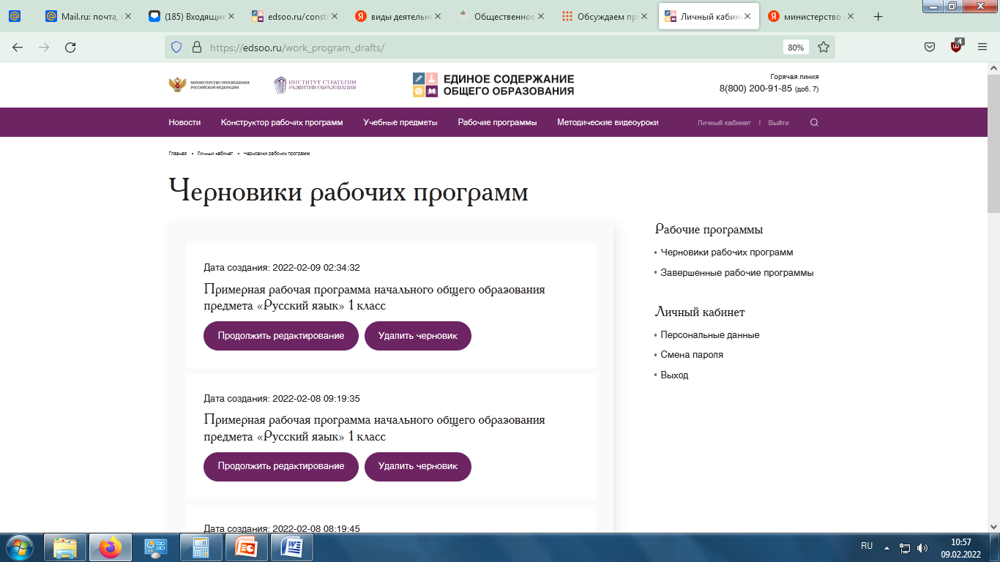 Mail.ru: почта,
(185) Входящие
edsoo.ru/const
виды деятельн
Общественное
Обсуждаем пр
Личный кабин
министерство
https://edsoo.ru/work_program_drafts/
80%
4
МИНИСТЕРСТВО ПРОСВЕЩЕНИЯ
РОССИЙСКОЙ ФЕДЕРАЦИИ
ИНСТИТУТ СТРАТЕГИИ
РАЗВИТИЯ ОБРАЗОВАНИЯ
ЕДИНОЕ СОДЕРЖАНИЕ
ОБЩЕГО ОБРАЗОВАНИЯ
Горячая линия
8(800) 200-91-85 (доб. 7)
Новости Конструктор рабочих программ Учебные предметы Рабочие программы Методические видеоуроки Личный кабинет | Выйти
Главная • Личный кабинет • Черновики рабочих программ
Черновики рабочих программ
Дата создания: 2022-02-09 02:34:32
Примерная рабочая программа начального общего образования
предмета «Русский язык» 1 класс
Продолжить редактирование Удалить черновик
Дата создания: 2022-02-08 09:19:35
Примерная рабочая программа начального общего образования
предмета «Русский язык» 1 класс
Продолжить редактирование Удалить черновик
Дата создания: 2022-02-08 08:19:45
Рабочие программы
• Черновики рабочих программ
• Завершенные рабочие программы
Личный кабинет
• Персональные данные
• Смена пароля
• Выход
RU
10:57
09.02.2022